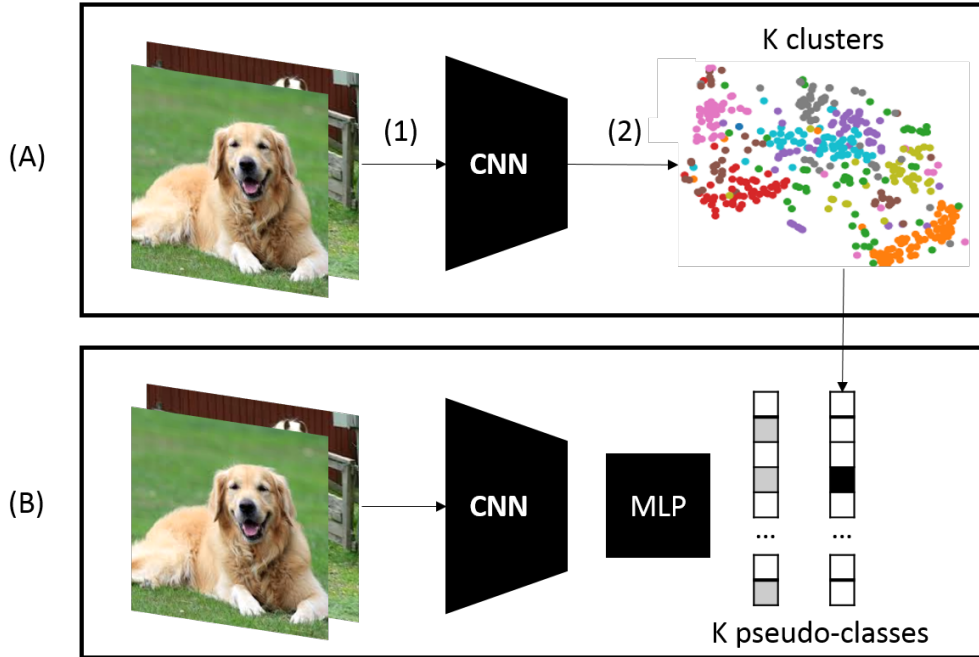 K clusters
(A)
(1)
(2)
CNN
(B)
CNN
MLP
...
...
K pseudo-classes